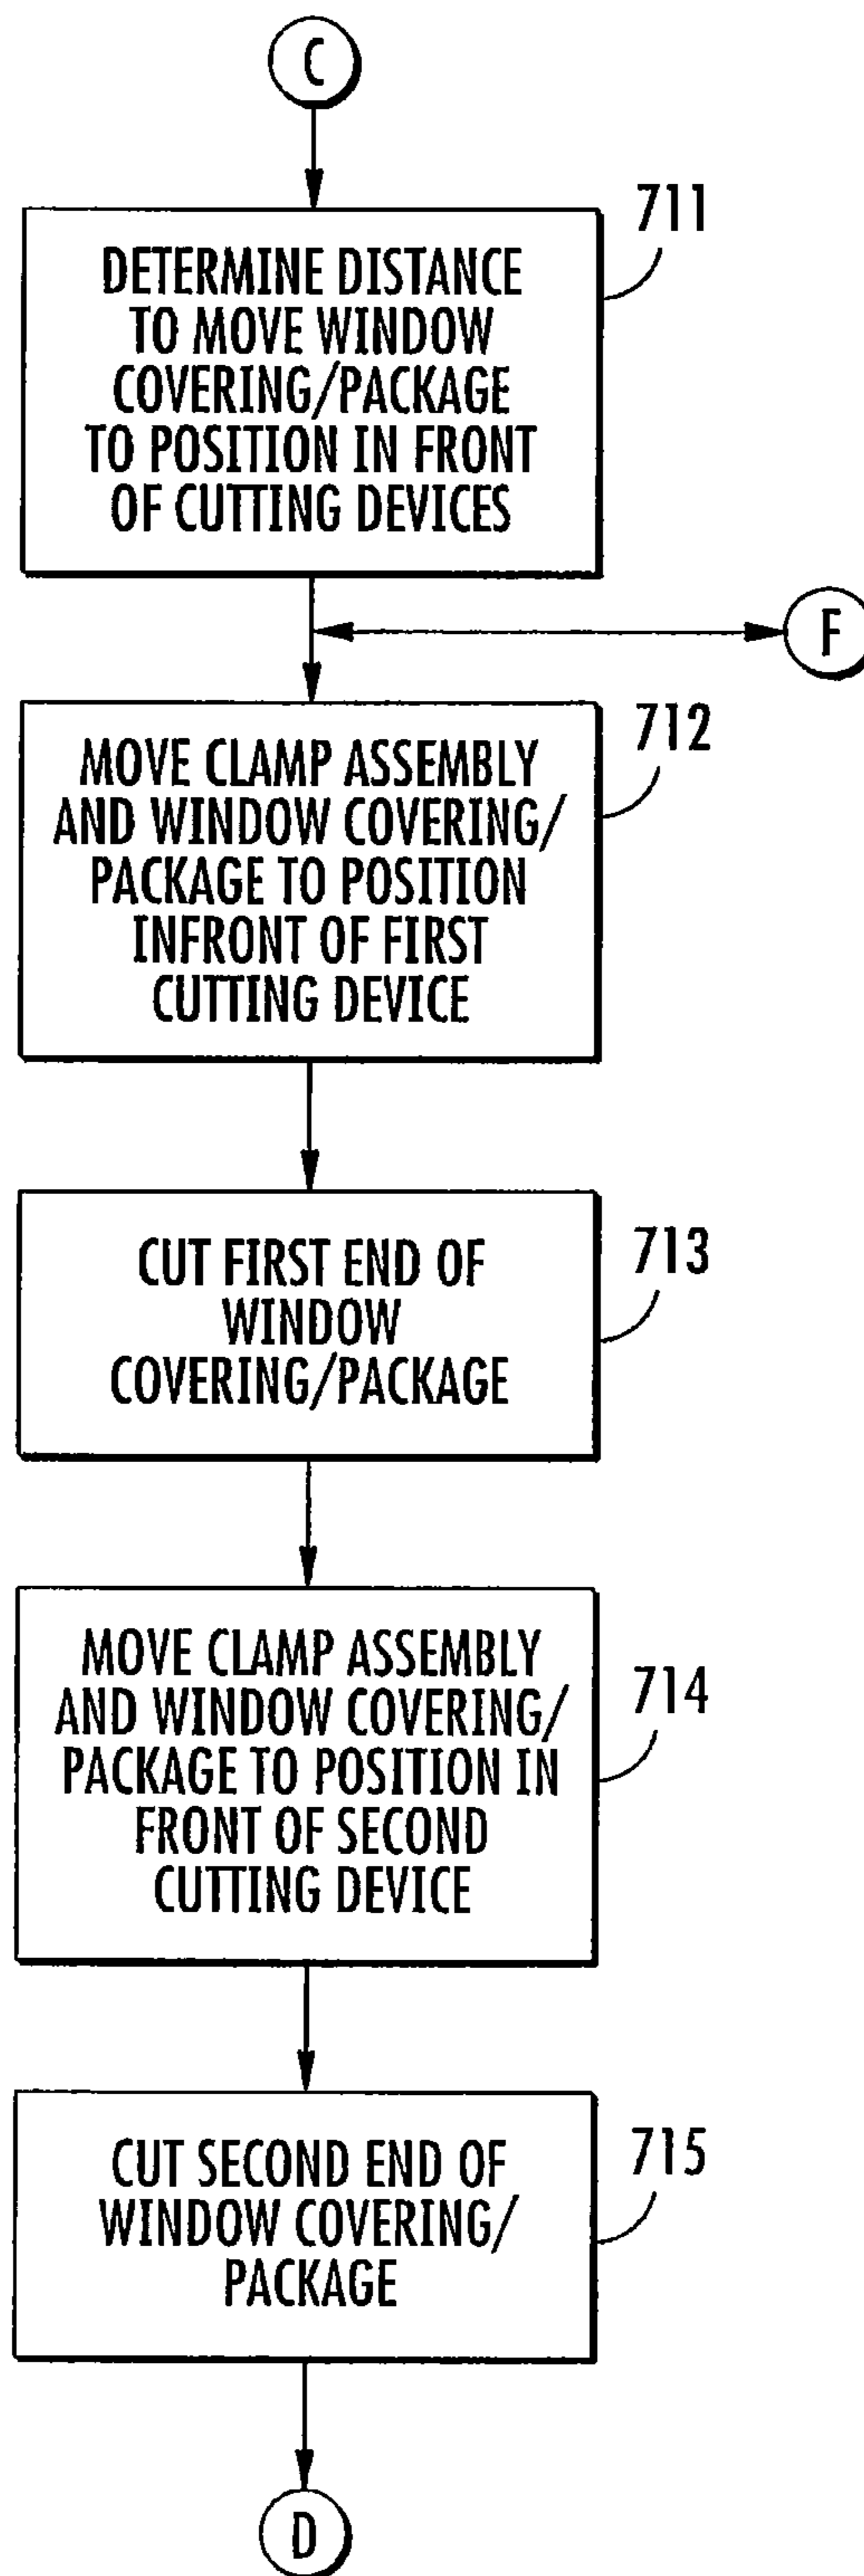 C
711
DETERMINE DISTANCE
TO MOVE WINDOW
COVERING/PACKAGE
TO POSITION IN FRONT
OF CUTTING DEVICES
F
712
MOVE CLAMP ASSEMBLY
AND WINDOW COVERING/
PACKAGE TO POSITION
INFRONT OF FIRST
CUTTING DEVICE
713
CUT FIRST END OF
WINDOW
COVERING/PACKAGE
714
MOVE CLAMP ASSEMBLY
AND WINDOW COVERING/
PACKAGE TO POSITION IN
FRONT OF SECOND
CUTTING DEVICE
715
CUT SECOND END OF
WINDOW COVERING/
PACKAGE
D